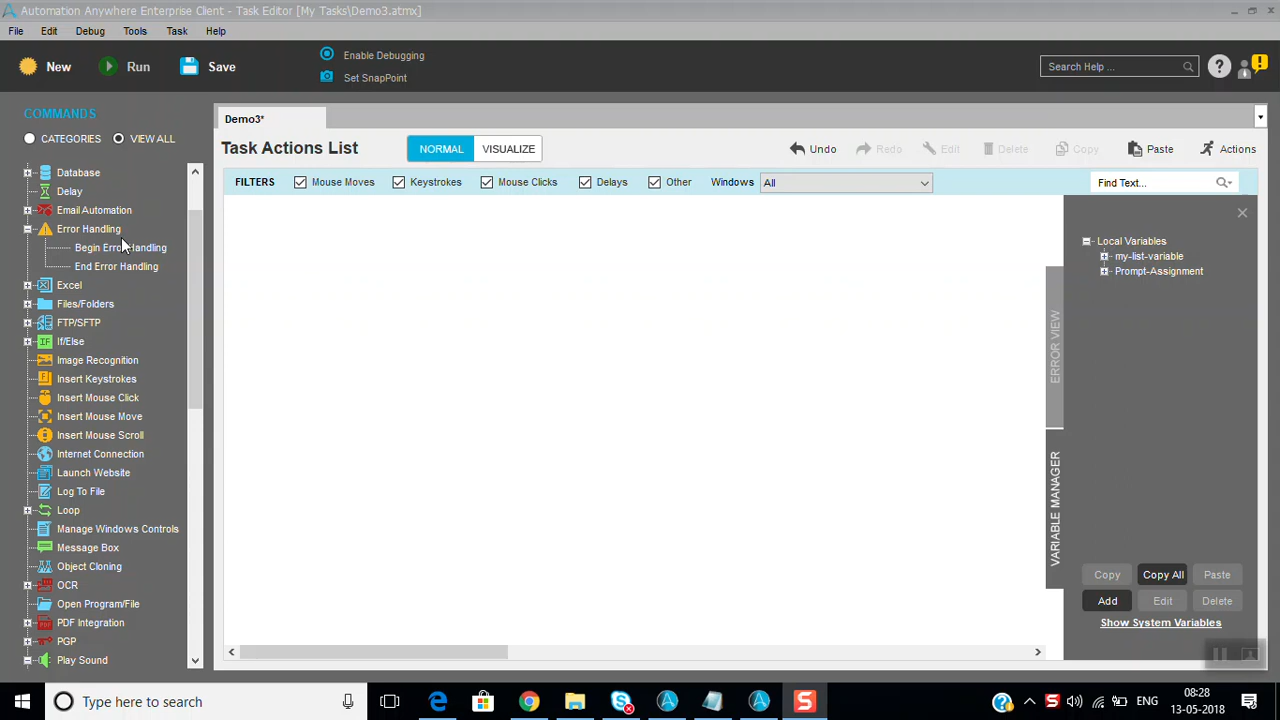 Automation Anywhere Enterprise Client - Task Editor [My Tasks\Demo3.atmx]
File Edit Debug Tools Task Help
New Run Save
Enable Debugging
Set SnapPoint
Search Help ...
COMMANDS
CATEGORIES VIEW ALL
Database
Delay
Email Automation
Error Handling
Begin Error Handling
End Error Handling
Excel
Files/Folders
FTP/SFTP
If/Else
Image Recognition
Insert Keystrokes
Insert Mouse Click
Insert Mouse Move
Insert Mouse Scroll
Internet Connection
Launch Website
Log To File
Loop
Manage Windows Controls
Message Box
Object Cloning
OCR
Open Program/File
PDF Integration
PGP
Play Sound
Demo3*
Task Actions List
NORMAL VISUALIZE
Undo Redo Edit Delete Copy Paste Actions
FILTERS Mouse Moves Keystrokes Mouse Clicks Delays Other Windows All Find Text...
ERROR VIEW
VARIABLE MANAGER
Local Variables
my-list-variable
Prompt-Assignment
Copy Copy All Paste
Add Edit Delete
Show System Variables
Type here to search
ENG
08:28
13-05-2018